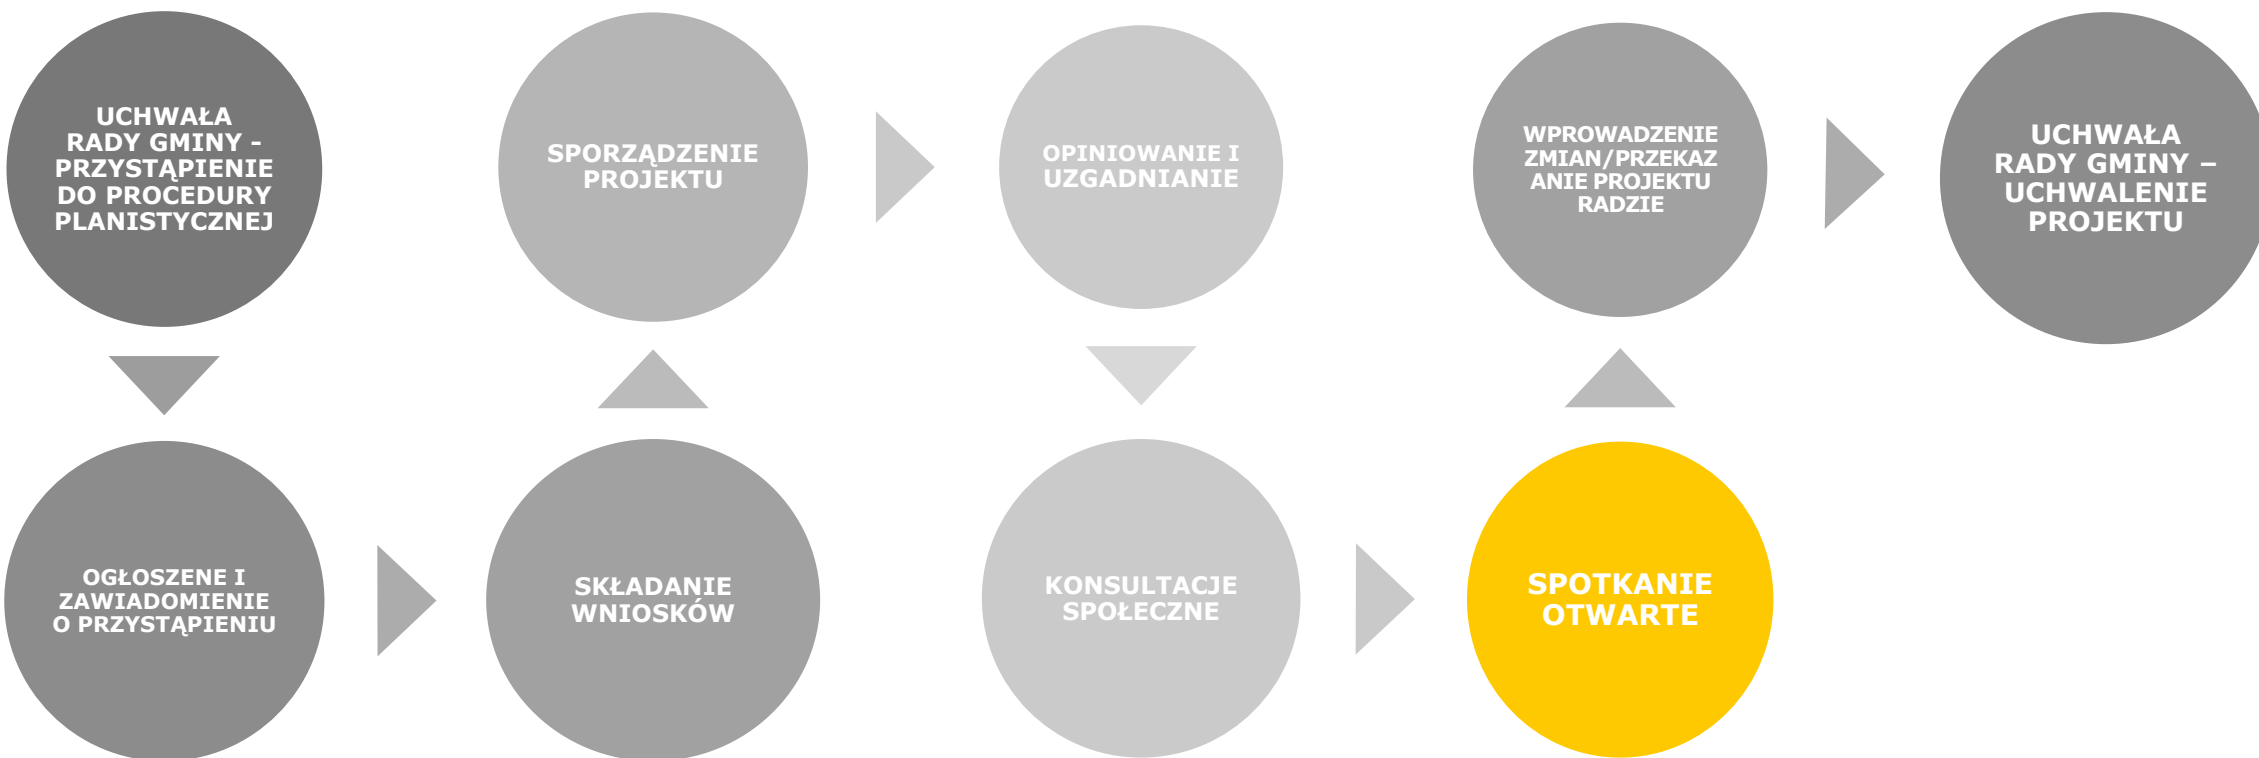 UCHWAŁA
RADY GMINY -
PRZYSTĄPIENIE
DO PROCEDURY
PLANISTYCZNEJ
OGŁOSZENE I
ZAWIADOMIENIE
O PRZYSTĄPIENIU
SKŁADANIE
WNIOSKÓW
SPORZĄDZENIE
PROJEKTU
OPINIOWANIE I
UZGADNIANIE
KONSULTACJE
SPOŁECZNE
SPOTKANIE
OTWARTE
WPROWADZENIE
ZMIAN/PRZEKAZ
ANIE PROJEKTU
RADZIE
UCHWAŁA
RADY GMINY –
UCHWALENIE
PROJEKTU